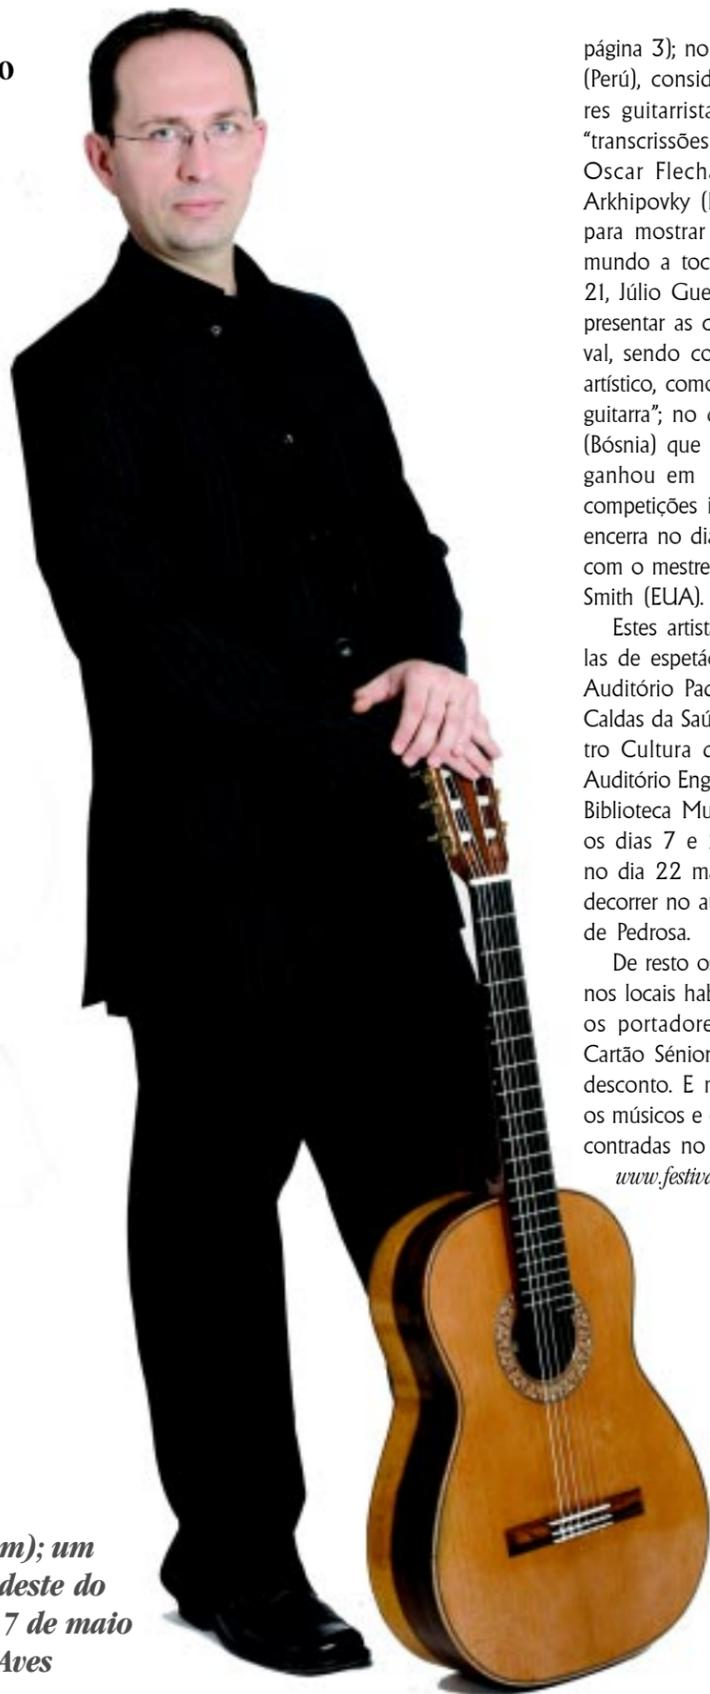 o
página 3); no
(Perú), consid
res guitarrista
“transcrissões
Oscar Flecha
Arkhipovky (
para mostrar
mundo a toc
21, Júlio Gue
presentar as
val, sendo co
artístico, como
guitarra”; no
(Bósnia) que
ganhou em
competições i
encerra no dia
com o mestre
Smith (EUA).
Estes artist
las de espetác
Auditório Pad
Caldas da Saú
tro Cultura
Auditório Eng
Biblioteca Mu
os dias 7 e
no dia 22 ma
decorrer no a
de Pedrosa.
De resto o
nos locais hab
os portadore
Cartão Sénior
desconto. E
os músicos e
contradas no
www.festiva
m); um
deste do
7 de maio
Aves